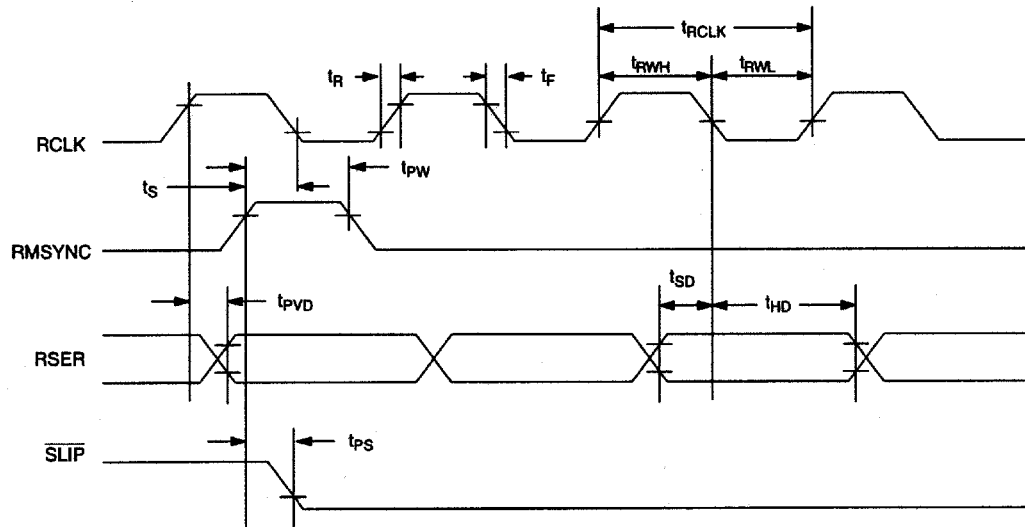 tRCLK
tR
tF
tRWH
tRWL
RCLK
tPW
tS
RMSYNC
tSD
tPVD
tHD
RSER
tPS
SLIP